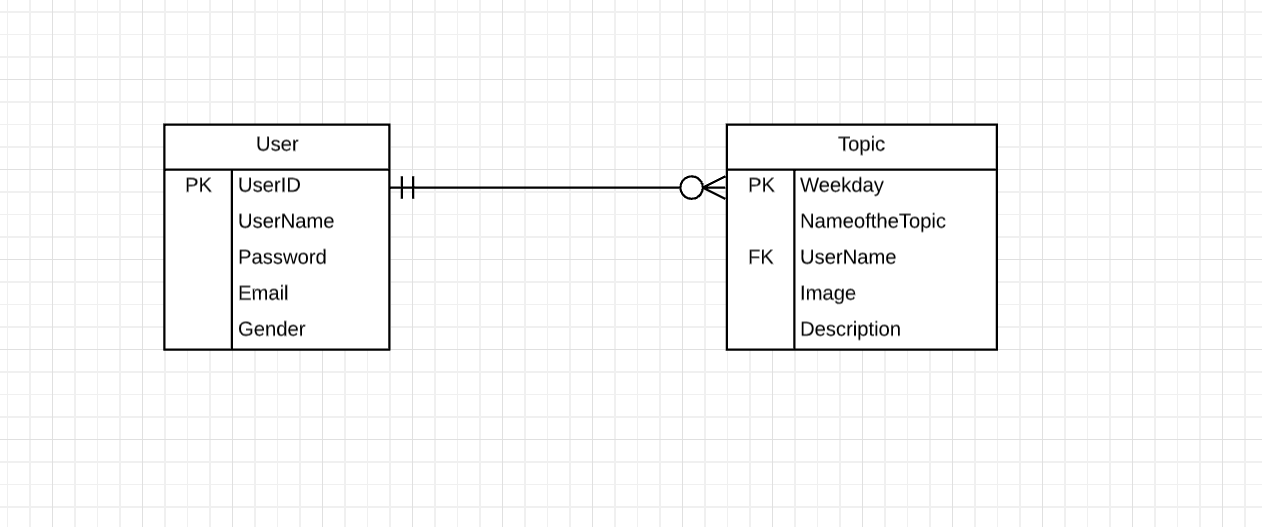 User
PK UserID
UserName
Password
Email
Gender
Topic
PK Weekday
NameoftheTopic
FK UserName
Image
Description